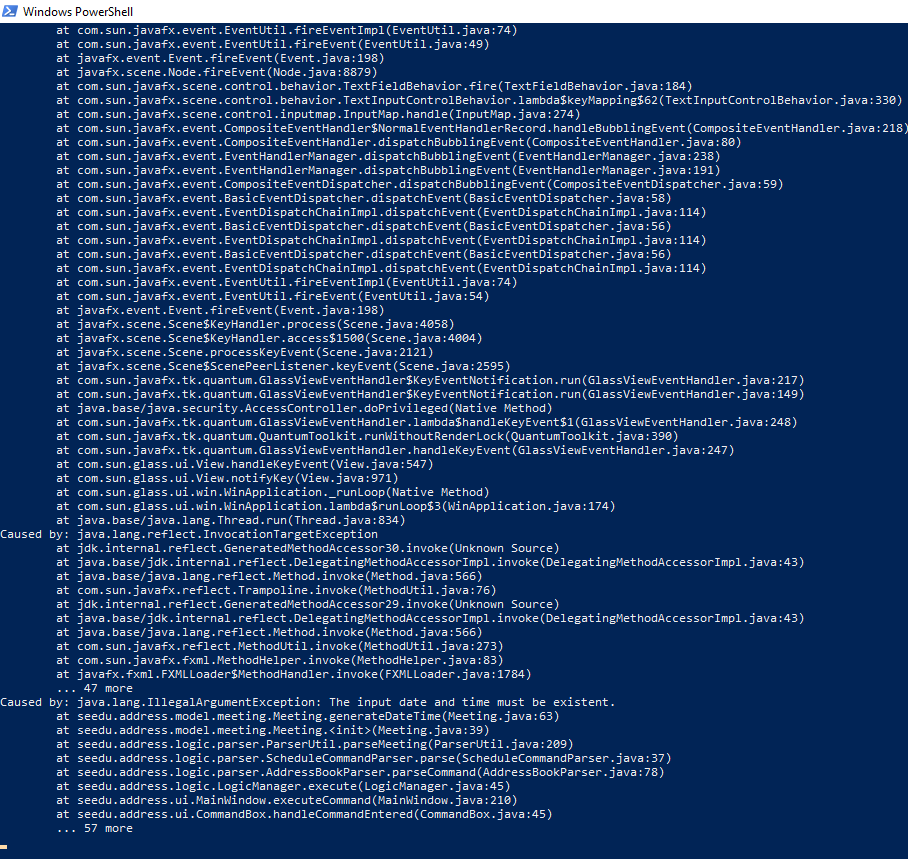 Windows PowerShell
at com.sun.javafx.event.EventUtil.fireEventImpl(EventUtil.java:74)
at com.sun.javafx.event.EventUtil.fireEvent(EventUtil.java:49)
at javafx.event.Event.fireEvent(Event.java:198)
at javafx.scene.Node.fireEvent(Node.java:8879)
at com.sun.javafx.scene.control.behavior.TextFieldBehavior.fire(TextFieldBehavior.java:184)
at com.sun.javafx.scene.control.behavior.TextInputControlBehavior.lambda$keyMapping$62(TextInputControlBehavior.java:330)
at com.sun.javafx.scene.control.inputmap.InputMap.handle(InputMap.java:274)
at com.sun.javafx.event.CompositeEventHandler$NormalEventHandlerRecord.handleBubblingEvent(CompositeEventHandler.java:218)
at com.sun.javafx.event.CompositeEventHandler.dispatchBubblingEvent(CompositeEventHandler.java:80)
at com.sun.javafx.event.EventHandlerManager.dispatchBubblingEvent(EventHandlerManager.java:238)
at com.sun.javafx.event.EventHandlerManager.dispatchBubblingEvent(EventHandlerManager.java:191)
at com.sun.javafx.event.CompositeEventDispatcher.dispatchBubblingEvent(CompositeEventDispatcher.java:59)
at com.sun.javafx.event.BasicEventDispatcher.dispatchEvent(BasicEventDispatcher.java:58)
at com.sun.javafx.event.EventDispatchChainImpl.dispatchEvent(EventDispatchChainImpl.java:114)
at com.sun.javafx.event.BasicEventDispatcher.dispatchEvent(BasicEventDispatcher.java:56)
at com.sun.javafx.event.EventDispatchChainImpl.dispatchEvent(EventDispatchChainImpl.java:114)
at com.sun.javafx.event.BasicEventDispatcher.dispatchEvent(BasicEventDispatcher.java:56)
at com.sun.javafx.event.EventDispatchChainImpl.dispatchEvent(EventDispatchChainImpl.java:114)
at com.sun.javafx.event.EventUtil.fireEventImpl(EventUtil.java:74)
at com.sun.javafx.event.EventUtil.fireEvent(EventUtil.java:54)
at javafx.event.Event.fireEvent(Event.java:198)
at javafx.scene.Scene$KeyHandler.process(Scene.java:4058)
at javafx.scene.Scene$KeyHandler.access$1500(Scene.java:4004)
at javafx.scene.Scene.processKeyEvent(Scene.java:2121)
at javafx.scene.Scene$ScenePeerListener.keyEvent(Scene.java:2595)
at com.sun.javafx.tk.quantum.GlassViewEventHandler$KeyEventNotification.run(GlassViewEventHandler.java:217)
at com.sun.javafx.tk.quantum.GlassViewEventHandler$KeyEventNotification.run(GlassViewEventHandler.java:149)
at java.base/java.security.AccessController.doPrivileged(Native Method)
at com.sun.javafx.tk.quantum.GlassViewEventHandler.lambda$handleKeyEvent$1(GlassViewEventHandler.java:248)
at com.sun.javafx.tk.quantum.QuantumToolkit.runWithoutRenderLock(QuantumToolkit.java:390)
at com.sun.javafx.tk.quantum.GlassViewEventHandler.handleKeyEvent(GlassViewEventHandler.java:247)
at com.sun.glass.ui.View.handleKeyEvent(View.java:547)
at com.sun.glass.ui.View.notifyKey(View.java:971)
at com.sun.glass.ui.win.WinApplication._runLoop(Native Method)
at com.sun.glass.ui.win.WinApplication.lambda$runLoop$3(WinApplication.java:174)
at java.base/java.lang.Thread.run(Thread.java:834)
Caused by: java.lang.reflect.InvocationTargetException
at jdk.internal.reflect.GeneratedMethodAccessor30.invoke(Unknown Source)
at java.base/jdk.internal.reflect.DelegatingMethodAccessorImpl.invoke(DelegatingMethodAccessorImpl.java:43)
at java.base/java.lang.reflect.Method.invoke(Method.java:566)
at com.sun.javafx.reflect.Trampoline.invoke(MethodUtil.java:76)
at jdk.internal.reflect.GeneratedMethodAccessor29.invoke(Unknown Source)
at java.base/jdk.internal.reflect.DelegatingMethodAccessorImpl.invoke(DelegatingMethodAccessorImpl.java:43)
at java.base/java.lang.reflect.Method.invoke(Method.java:566)
at com.sun.javafx.reflect.MethodUtil.invoke(MethodUtil.java:273)
at com.sun.javafx.fxml.MethodHelper.invoke(MethodHelper.java:83)
at javafx.fxml.FXMLLoader$MethodHandler.invoke(FXMLLoader.java:1784)
... 47 more
Caused by: java.lang.IllegalArgumentException: The input date and time must be existent.
at seedu.address.model.meeting.Meeting.generateDateTime(Meeting.java:63)
at seedu.address.model.meeting.Meeting.<init>(Meeting.java:39)
at seedu.address.logic.parser.ParserUtil.parseMeeting(ParserUtil.java:209)
at seedu.address.logic.parser.ScheduleCommandParser.parse(ScheduleCommandParser.java:37)
at seedu.address.logic.parser.AddressBookParser.parseCommand(AddressBookParser.java:78)
at seedu.address.logic.LogicManager.execute(LogicManager.java:45)
at seedu.address.ui.MainWindow.executeCommand(MainWindow.java:210)
at seedu.address.ui.CommandBox.handleCommandEntered(CommandBox.java:45)
... 57 more